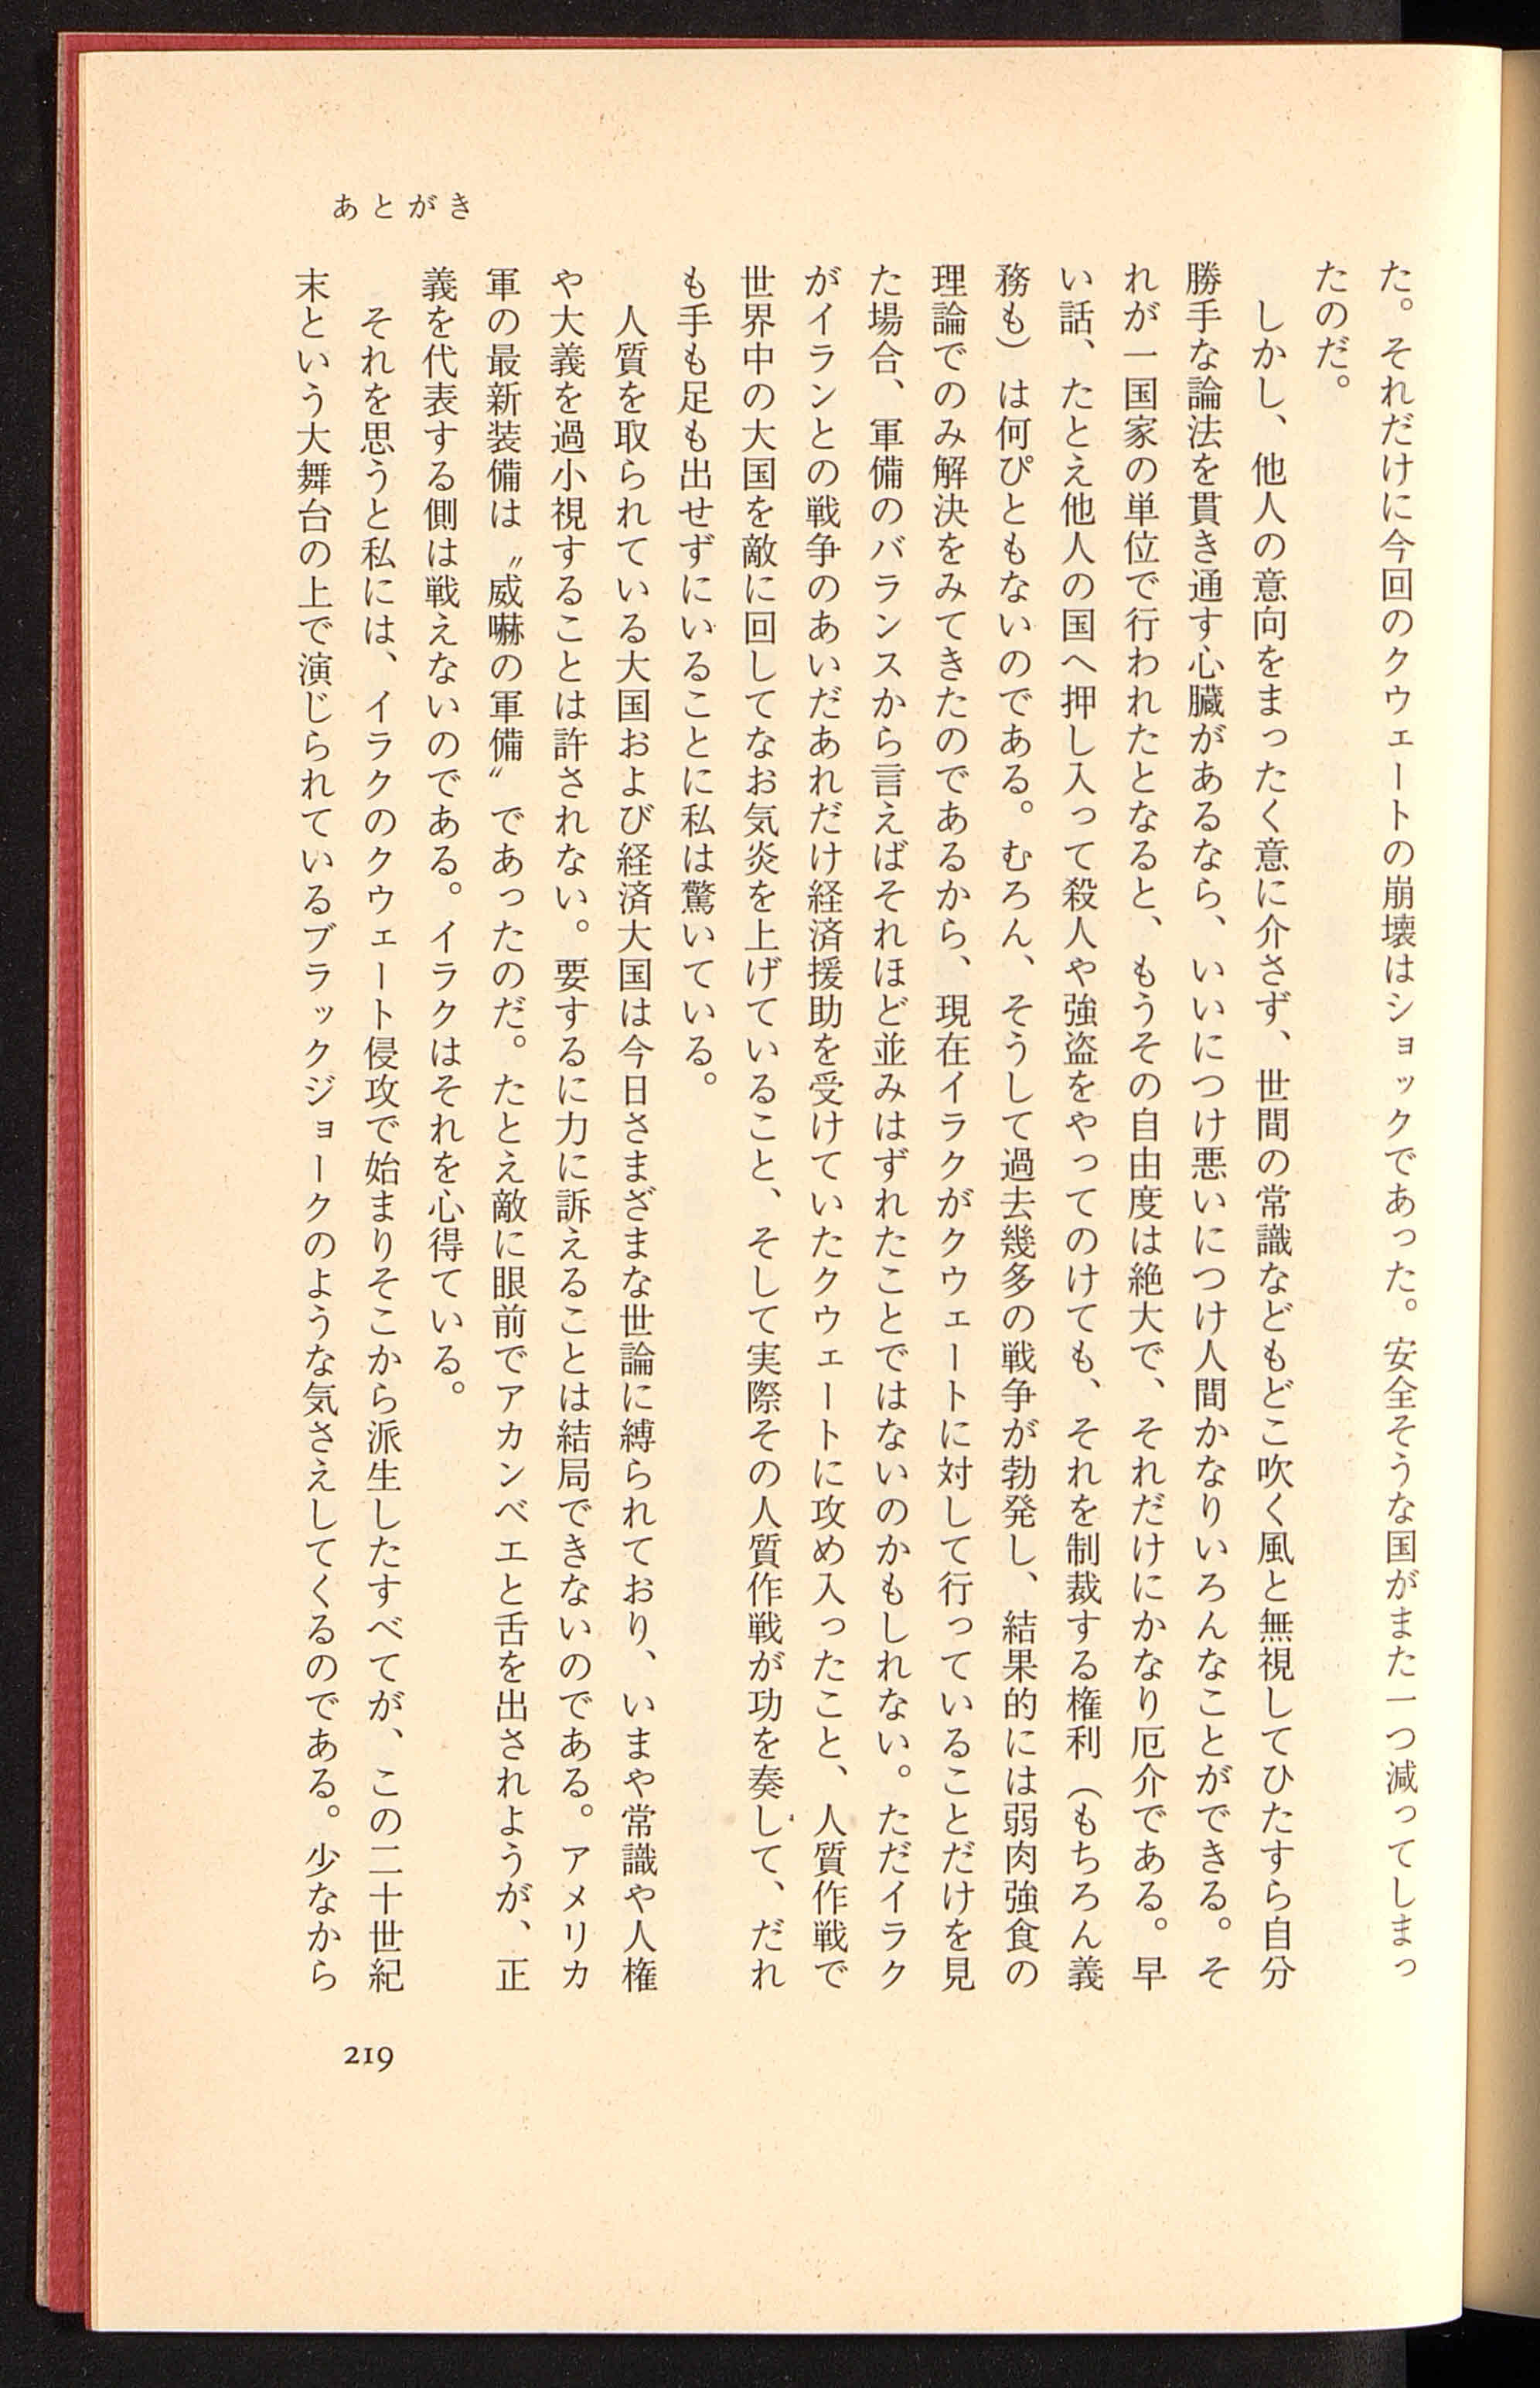 あとがき
た。それだけに今回のクウェートの崩壊はショックであった。安全そうな国がまた一つ減ってしまっ
たのだ。
しかし、他人の意向をまったく意に介さず、世間の常識などもどこ吹く風と無視してひたすら自分
勝手な論法を貫き通す心臓があるなら、いいにつけ悪いにつけ人間かなりいろんなことができる。そ
れが一国家の単位で行われたとなると、もうその自由度は絶大で、それだけにかなり厄介である。早
い話、たとえ他人の国へ押し入って殺人や強盗をやってのけても、それを制裁する権利（もちろん義
務も）は何ぴともないのである。むろん、そうして過去幾多の戦争が勃発し、結果的には弱肉強食の
理論でのみ解決をみてきたのであるから、現在イラクがクウェートに対して行っていることだけを見
た場合、軍備のバランスから言えばそれほど並みはずれたことではないのかもしれない。ただイラク
がイランとの戦争のあいだあれだけ経済援助を受けていたクウェートに攻め入ったこと、人質作戦で
世界中の大国を敵に回してなお気炎を上げていること、そして実際その人質作戦が功を奏して、だれ
も手も足も出せずにいることに私は驚いている。
人質を取られている大国および経済大国は今日さまざまな世論に縛られており、いまや常識や人権
や大義を過小視することは許されない。要するに力に訴えることは結局できないのである。アメリカ
軍の最新装備は〝威嚇の軍備〟であったのだ。たとえ敵に眼前でアカンベエと舌を出されようが、正
義を代表する側は戦えないのである。イラクはそれを心得ている。
それを思うと私には、イラクのクウェート侵攻で始まりそこから派生したすべてが、この二十世紀
末という大舞台の上で演じられているブラックジョークのような気さえしてくるのである。少なから
219